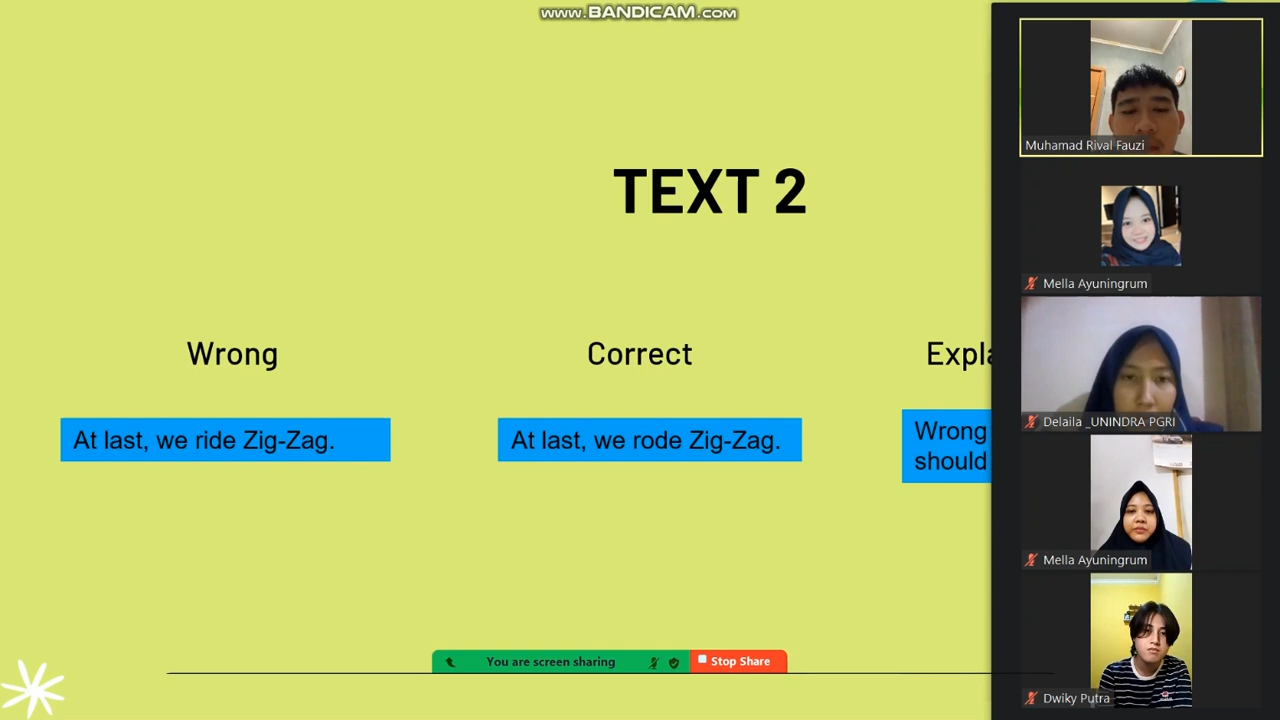 www.BANDICAM.com
TEXT 2
Wrong
Correct
At last, we ride Zig-Zag.
At last, we rode Zig-Zag.
Wrong
should
You are screen sharing
Stop Share
Muhamad Rival Fauzi
Mella Ayuningrum
Delaila _UNINDRA PGRI
Mella Ayuningrum
Dwiky Putra